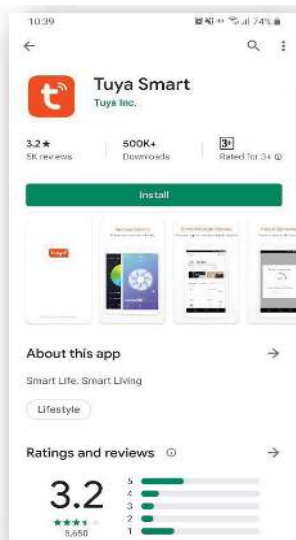 10:39
74%
Tuya Smart
Tuya Inc.
3.2★
5K reviews
500K+
Downloads
3+
Rated for 3+
Install
About this app
Smart Life, Smart Living
Lifestyle
Ratings and reviews
3.2
5,650
5
4
3
2
1